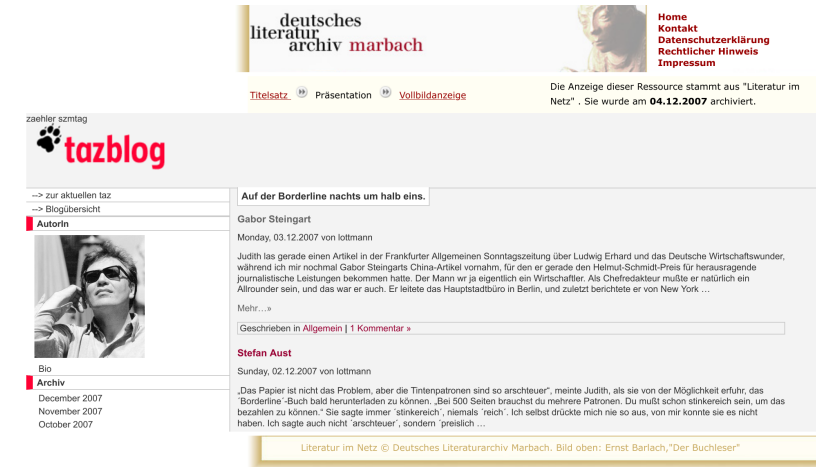 deutsches
literatur
archiv marbach
Home
Kontakt
Datenschutzerklärung
Rechtlicher Hinweis
Impressum
Titelsatz Präsentation Vollbildanzeige
Die Anzeige dieser Ressource stammt aus "Literatur im
Netz" . Sie wurde am 04.12.2007 archiviert.
zaehler szmtag
tazblog
--> zur aktuellen taz
--> Blogübersicht
AutorIn
Bio
Archiv
December 2007
November 2007
October 2007
Auf der Borderline nachts um halb eins.
Gabor Steingart
Monday, 03.12.2007 von lottmann
Judith las gerade einen Artikel in der Frankfurter Allgemeinen Sonntagszeitung über Ludwig Erhard und das Deutsche Wirtschaftswunder,
während ich mir nochmal Gabor Steingarts China-Artikel vornahm, für den er gerade den Helmut-Schmidt-Preis für herausragende
journalistische Leistungen bekommen hatte. Der Mann wr ja eigentlich ein Wirtschaftler. Als Chefredakteur mußte er natürlich ein
Allrounder sein, und das war er auch. Er leitete das Hauptstadtbüro in Berlin, und zuletzt berichtete er von New York …
Mehr…»
Geschrieben in Allgemein | 1 Kommentar »
Stefan Aust
Sunday, 02.12.2007 von lottmann
„Das Papier ist nicht das Problem, aber die Tintenpatronen sind so arschteuer“, meinte Judith, als sie von der Möglichkeit erfuhr, das
´Borderline´-Buch bald herunterladen zu können. „Bei 500 Seiten brauchst du mehrere Patronen. Du mußt schon stinkereich sein, um das
bezahlen zu können.“ Sie sagte immer ´stinkereich´, niemals ´reich´. Ich selbst drückte mich nie so aus, von mir konnte sie es nicht
haben. Ich sagte auch nicht ´arschteuer´, sondern ´preislich …
Literatur im Netz © Deutsches Literaturarchiv Marbach. Bild oben: Ernst Barlach,"Der Buchleser"